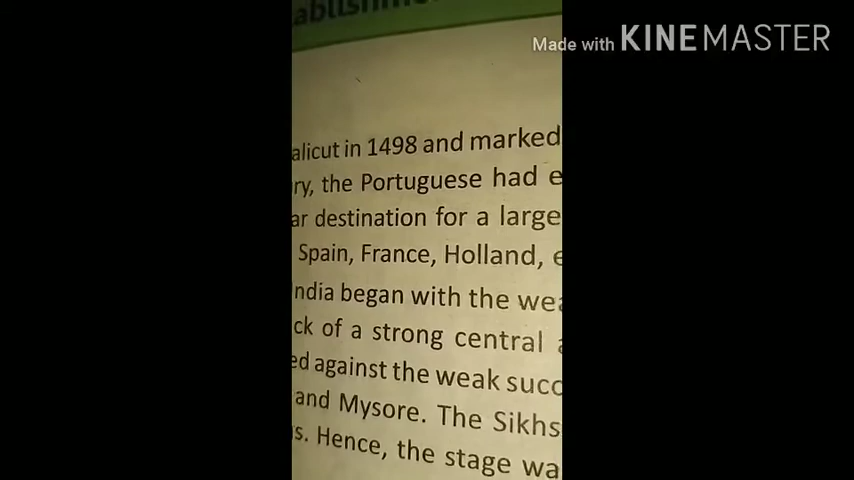 Made with KINEMASTER
alicut in 1498 and marked
ry, the Portuguese had e
ar destination for a large
Spain, France, Holland, e
ndia began with the wea
ck of a strong central a
ed against the weak succ
and Mysore. The Sikhs
s. Hence, the stage wa